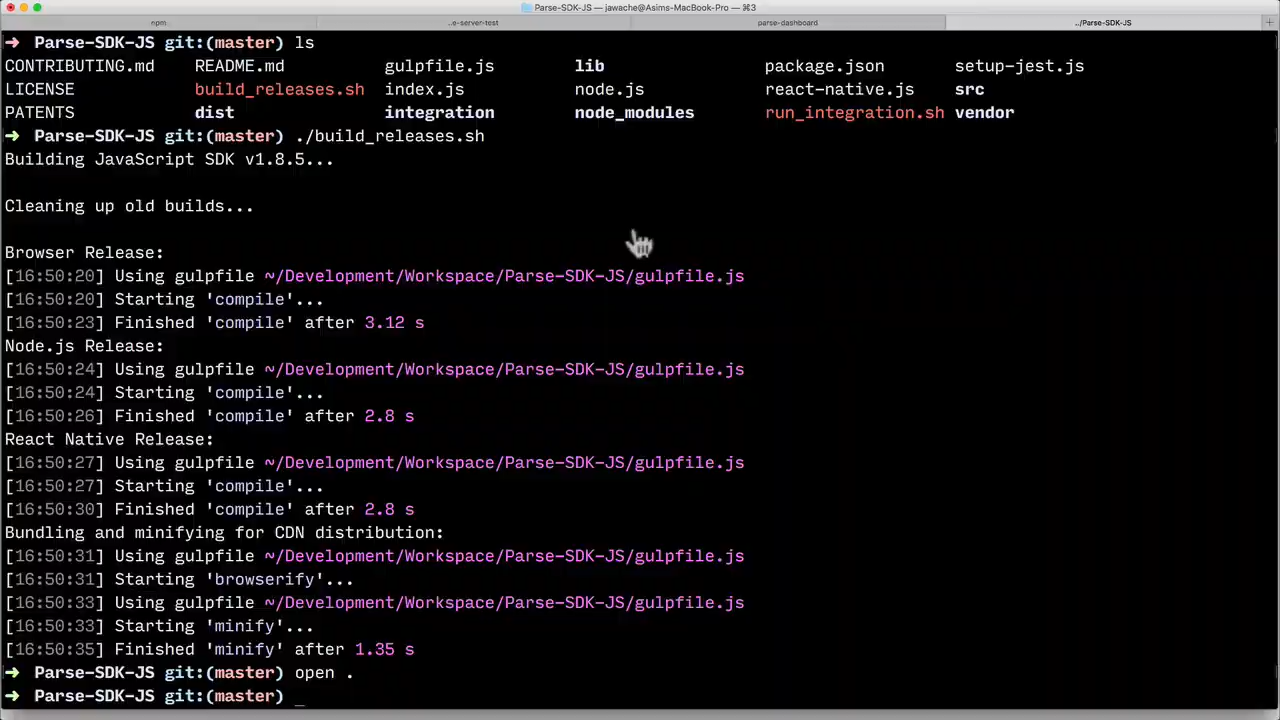 Parse-SDK-JS — jawache@Asims-MacBook-Pro — ⌘3
npm ..e-server-test parse-dashboard ../Parse-SDK-JS +
➜ Parse-SDK-JS git:(master) ls
CONTRIBUTING.md README.md gulpfile.js lib package.json setup-jest.js
LICENSE build_releases.sh index.js node.js react-native.js src
PATENTS dist integration node_modules run_integration.sh vendor
➜ Parse-SDK-JS git:(master) ./build_releases.sh
Building JavaScript SDK v1.8.5...
Cleaning up old builds...
Browser Release:
[16:50:20] Using gulpfile ~/Development/Workspace/Parse-SDK-JS/gulpfile.js
[16:50:20] Starting 'compile'...
[16:50:23] Finished 'compile' after 3.12 s
Node.js Release:
[16:50:24] Using gulpfile ~/Development/Workspace/Parse-SDK-JS/gulpfile.js
[16:50:24] Starting 'compile'...
[16:50:26] Finished 'compile' after 2.8 s
React Native Release:
[16:50:27] Using gulpfile ~/Development/Workspace/Parse-SDK-JS/gulpfile.js
[16:50:27] Starting 'compile'...
[16:50:30] Finished 'compile' after 2.8 s
Bundling and minifying for CDN distribution:
[16:50:31] Using gulpfile ~/Development/Workspace/Parse-SDK-JS/gulpfile.js
[16:50:31] Starting 'browserify'...
[16:50:33] Using gulpfile ~/Development/Workspace/Parse-SDK-JS/gulpfile.js
[16:50:33] Starting 'minify'...
[16:50:35] Finished 'minify' after 1.35 s
➜ Parse-SDK-JS git:(master) open .
➜ Parse-SDK-JS git:(master) _